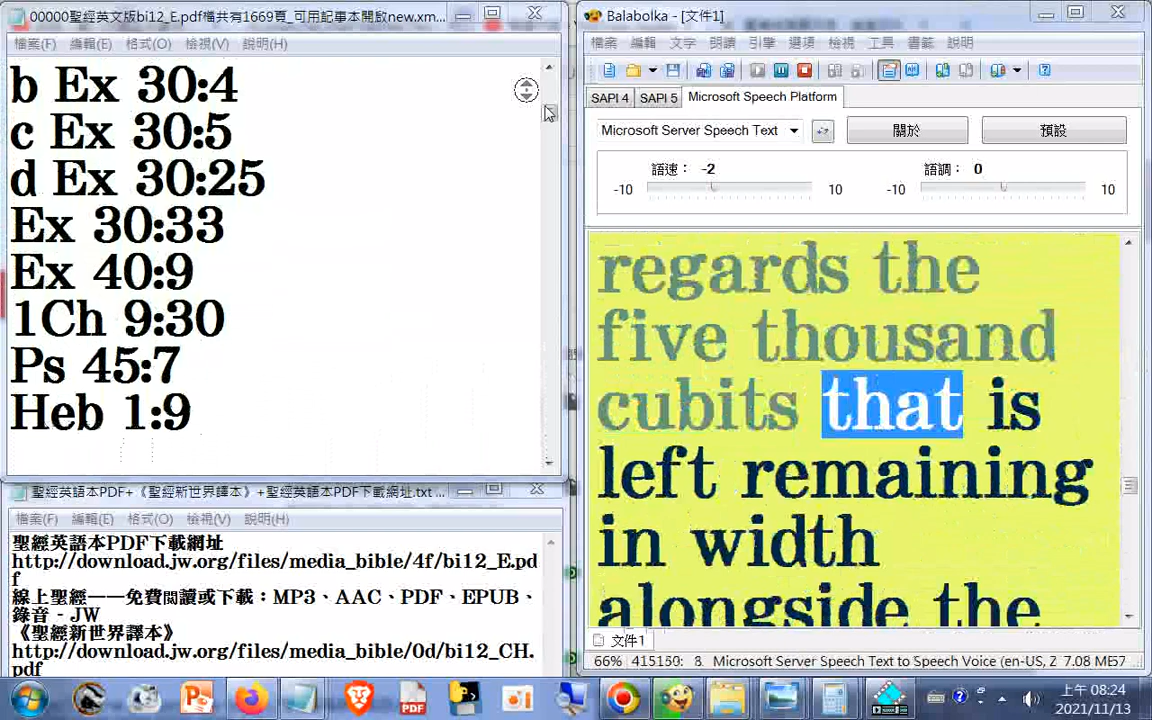 00000聖經英文版bi12_E.pdf檔共有1669頁_可用記事本開啟new.xm...
檔案(F) 編輯(E) 格式(O) 檢視(V) 說明(H)
b Ex 30:4
c Ex 30:5
d Ex 30:25
Ex 30:33
Ex 40:9
1Ch 9:30
Ps 45:7
Heb 1:9
聖經英語本PDF+《聖經新世界譯本》+聖經英語本PDF下載網址.txt ...
檔案(F) 編輯(E) 格式(O) 檢視(V) 說明(H)
聖經英語本PDF下載網址
http://download.jw.org/files/media_bible/4f/bi12_E.pd
f
線上聖經——免費閱讀或下載：MP3、AAC、PDF、EPUB、
錄音 - JW
《聖經新世界譯本》
http://download.jw.org/files/media_bible/0d/bi12_CH.
pdf
Balabolka - [文件1]
檔案 編輯 文字 朗讀 引擎 選項 檢視 工具 書籤 說明
SAPI 4 SAPI 5 Microsoft Speech Platform
Microsoft Server Speech Text 關於 預設
語速： -2 語調： 0
-10 10 -10 10
regards the
five thousand
cubits that is
left remaining
in width
alongside the
文件1
66% 415159: 8. Microsoft Server Speech Text to Speech Voice (en-US, Z 7.08 ME57
上午 08:24
2021/11/13